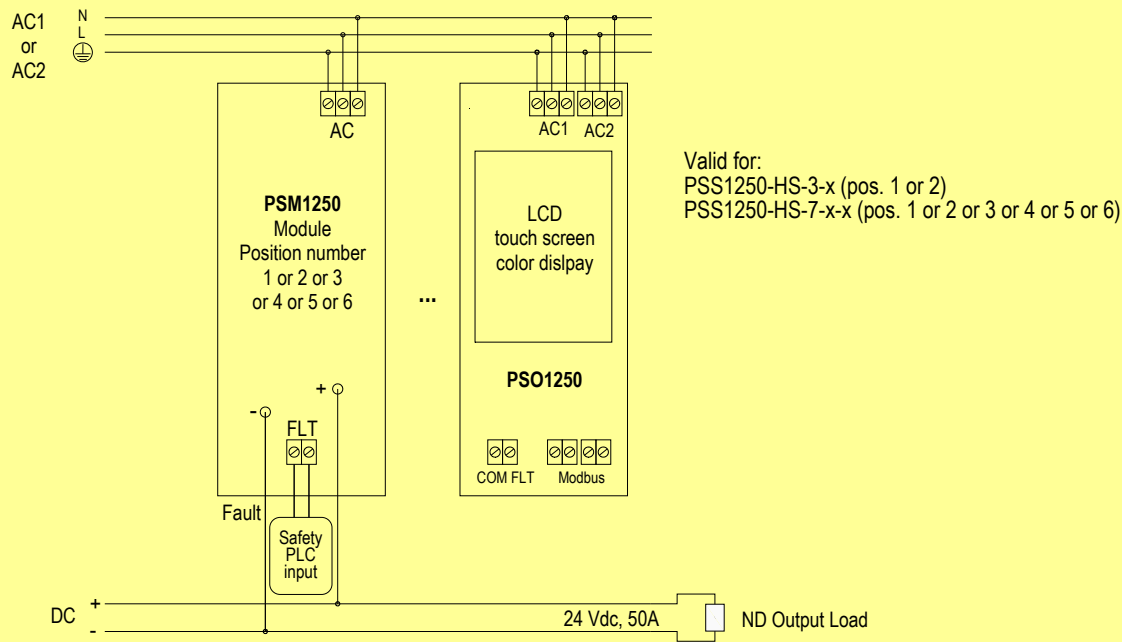 AC1
or
AC2
N
L
AC
AC1 AC2
PSM1250
Module
Position number
1 or 2 or 3
or 4 or 5 or 6
...
LCD
touch screen
color dislpay
PSO1250
Valid for:
PSS1250-HS-3-x (pos. 1 or 2)
PSS1250-HS-7-x-x (pos. 1 or 2 or 3 or 4 or 5 or 6)
+
-
FLT
COM FLT Modbus
Fault
Safety
PLC
input
DC
+
-
24 Vdc, 50A
ND Output Load